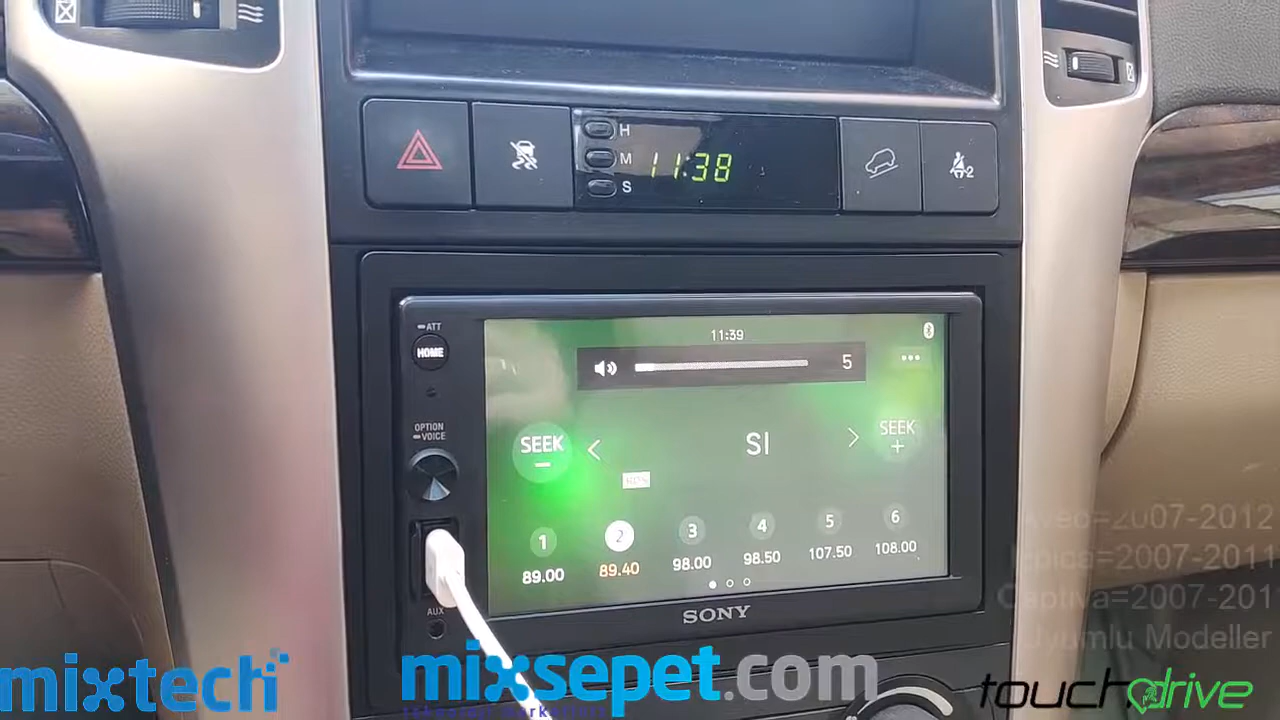 H
M
S
11:38
2
ATT
HOME
11:39
5
OPTION
VOICE
SEEK
−
SI
SEEK
+
1
2
3
4
5
6
89.00
89.40
98.00
98.50
107.50
108.00
AUX
SONY
Aveo=2007-2012
Epica=2007-2011
Captiva=2007-201
Uyumlu Modeller
mixtech
mixsepet.com
touchdrive